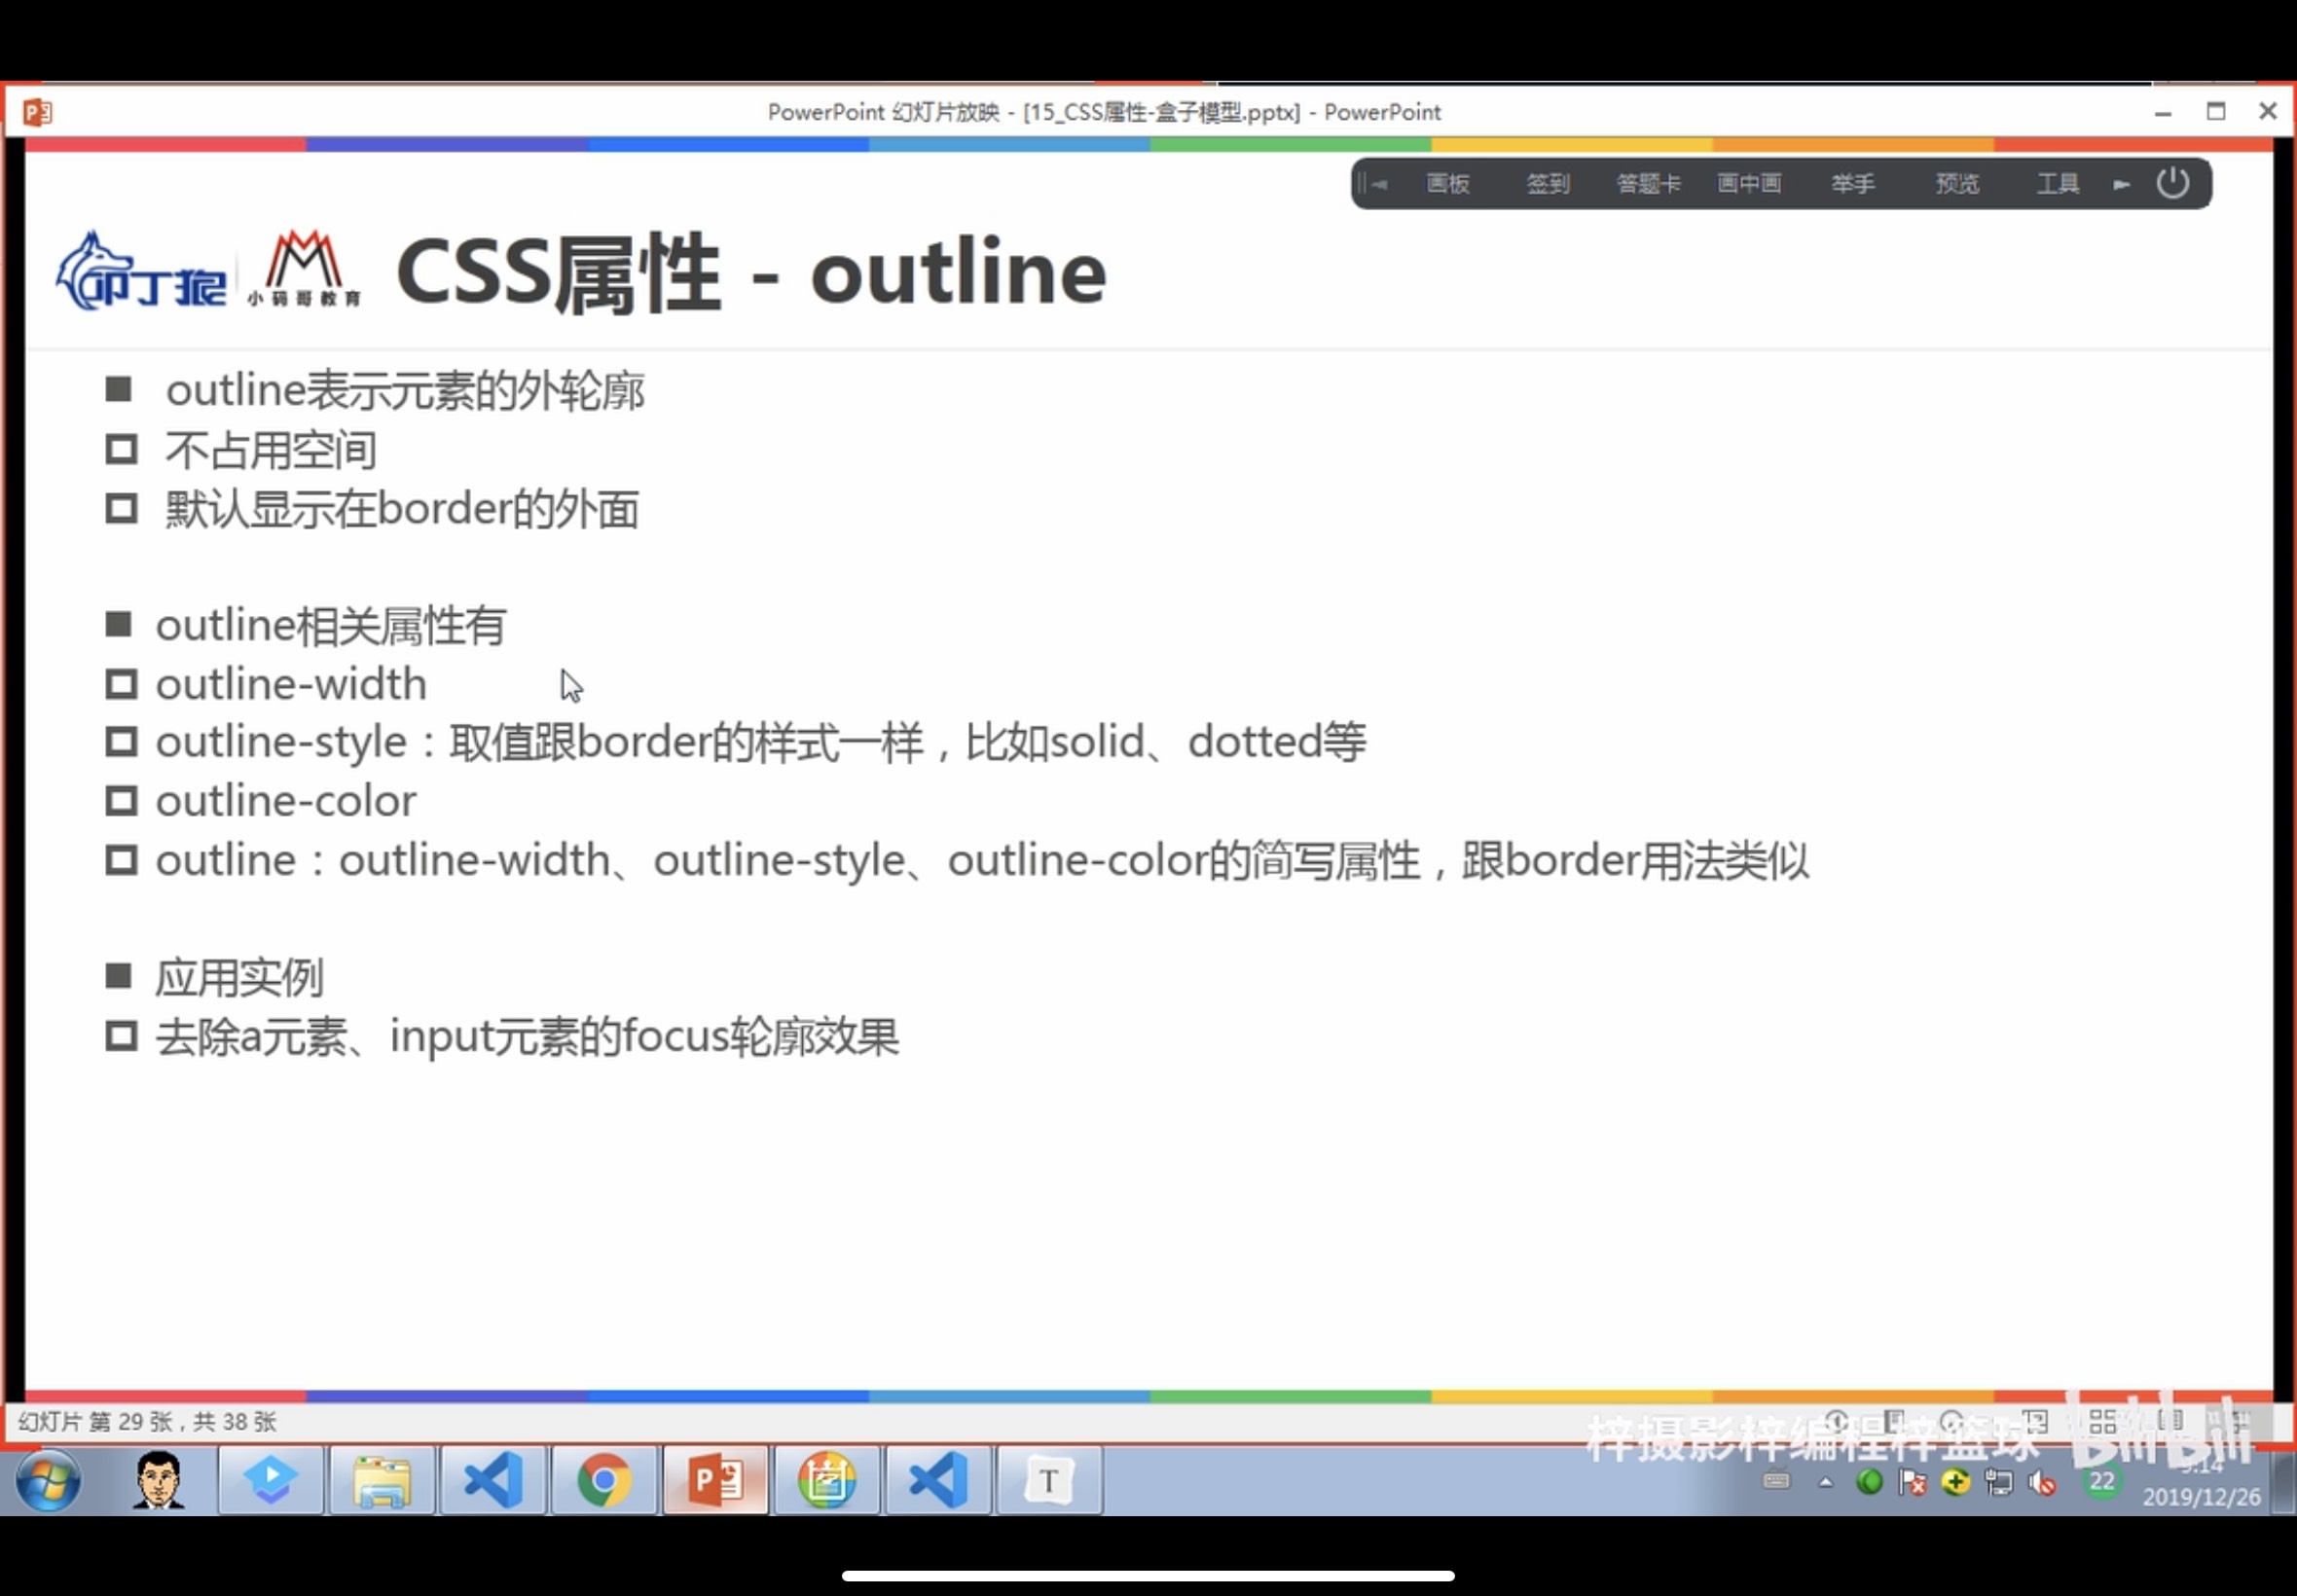 PowerPoint 幻灯片放映 - [15_CSS属性-盒子模型.pptx] - PowerPoint
画板 签到 答题卡 画中画 举手 预览 工具
叩丁狼 小码哥教育 CSS属性 - outline
outline表示元素的外轮廓
不占用空间
默认显示在border的外面
outline相关属性有
outline-width
outline-style：取值跟border的样式一样，比如solid、dotted等
outline-color
outline：outline-width、outline-style、outline-color的简写属性，跟border用法类似
应用实例
去除a元素、input元素的focus轮廓效果
幻灯片 第 29 张，共 38 张
梓摄影梓编程梓篮球 bilibili
22
2019/12/26